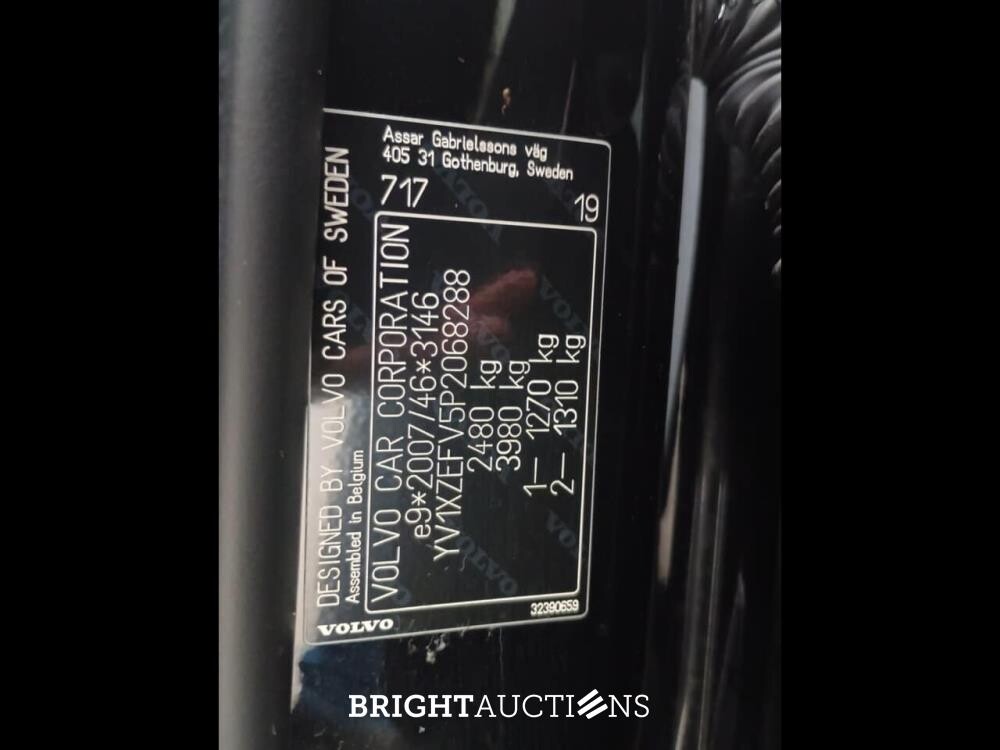 VOLVO
DESIGNED BY VOLVO CARS OF SWEDEN
Assembled in Belgium
Assar Gabrielssons väg
405 31 Gothenburg, Sweden
717
19
VOLVO CAR CORPORATION
e9*2007/46*3146
YV1XZEFV5P2068288
2480 kg
3980 kg
1– 1270 kg
2– 1310 kg
32390659
BRIGHTAUCTIONS